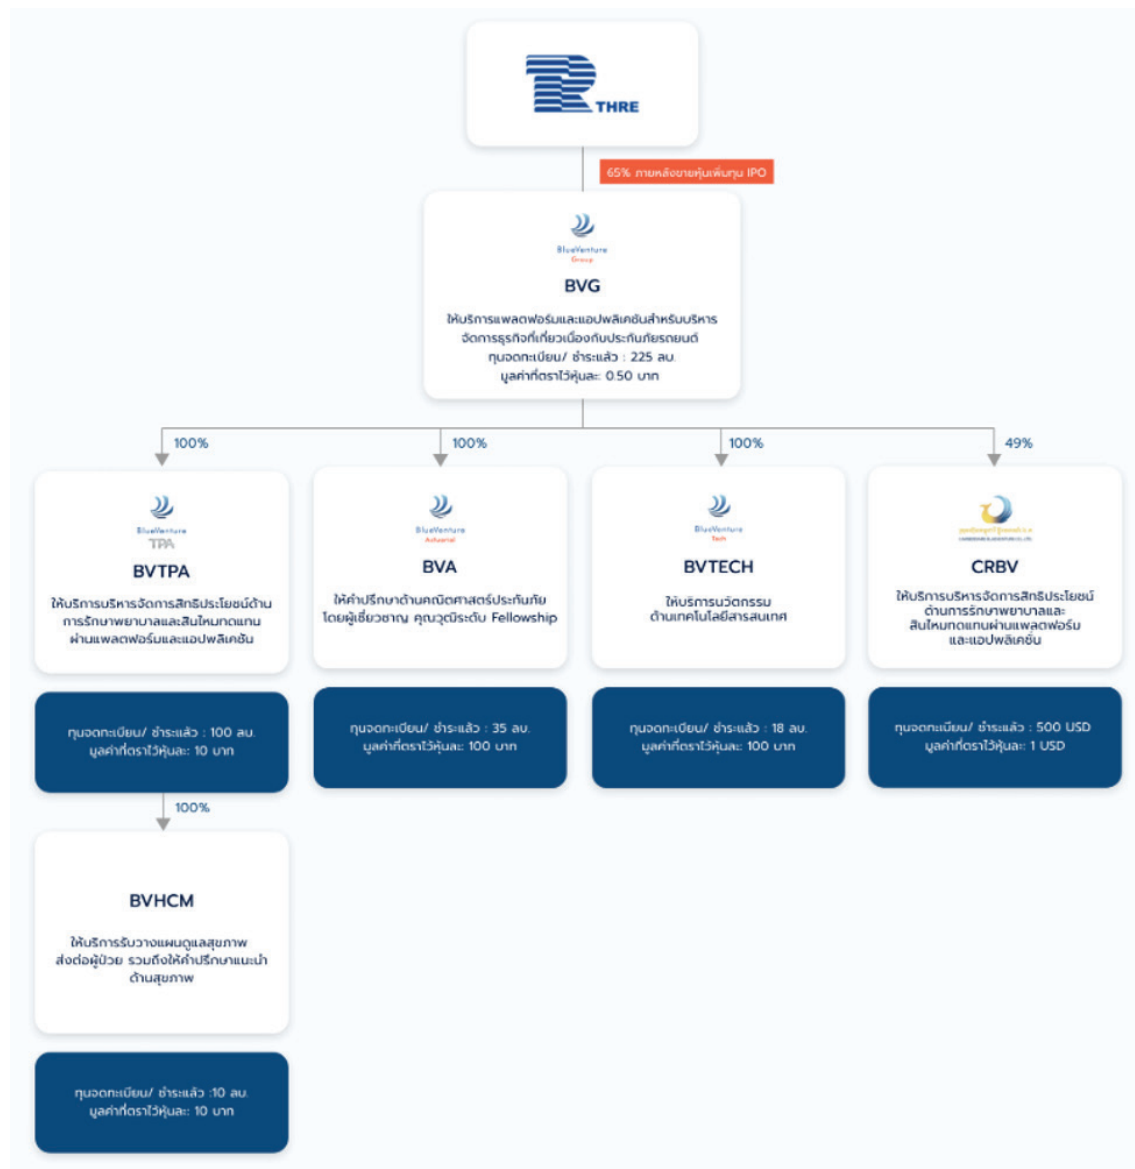 THRE
65% ภายหลังขายหุ้นเพิ่มทุน IPO
BlueVenture
Group
BVG
ให้บริการแพลตฟอร์มและแอปพลิเคชันสำหรับบริหาร
จัดการธุรกิจที่เกี่ยวเนื่องกับประกันภัยรถยนต์
ทุนจดทะเบียน/ ชำระแล้ว : 225 ลบ.
มูลค่าที่ตราไว้หุ้นละ: 0.50 บาท
100%
100%
100%
49%
BlueVenture
TPA
BVTPA
ให้บริการบริหารจัดการสิทธิประโยชน์ด้าน
การรักษาพยาบาลและสินไหมทดแทน
ผ่านแพลตฟอร์มและแอปพลิเคชัน
ทุนจดทะเบียน/ ชำระแล้ว : 100 ลบ.
มูลค่าที่ตราไว้หุ้นละ: 10 บาท
BlueVenture
Actuarial
BVA
ให้คำปรึกษาด้านคณิตศาสตร์ประกันภัย
โดยผู้เชี่ยวชาญ คุณวุฒิระดับ Fellowship
ทุนจดทะเบียน/ ชำระแล้ว : 35 ลบ.
มูลค่าที่ตราไว้หุ้นละ: 100 บาท
BlueVenture
Tech
BVTECH
ให้บริการนวัตกรรม
ด้านเทคโนโลยีสารสนเทศ
ทุนจดทะเบียน/ ชำระแล้ว : 18 ลบ.
มูลค่าที่ตราไว้หุ้นละ: 100 บาท
CRBV
ให้บริการบริหารจัดการสิทธิประโยชน์
ด้านการรักษาพยาบาลและ
สินไหมทดแทนผ่านแพลตฟอร์ม
และแอปพลิเคชั่น
ทุนจดทะเบียน/ ชำระแล้ว : 500 USD
มูลค่าที่ตราไว้หุ้นละ: 1 USD
100%
BVHCM
ให้บริการรับวางแผนดูแลสุขภาพ
ส่งต่อผู้ป่วย รวมถึงให้คำปรึกษาแนะนำ
ด้านสุขภาพ
ทุนจดทะเบียน/ ชำระแล้ว :10 ลบ.
มูลค่าที่ตราไว้หุ้นละ: 10 บาท